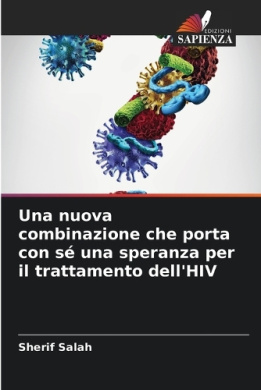 EDIZIONI
SAPIENZA
Una nuova
combinazione che porta
con sé una speranza per
il trattamento dell'HIV
Sherif Salah